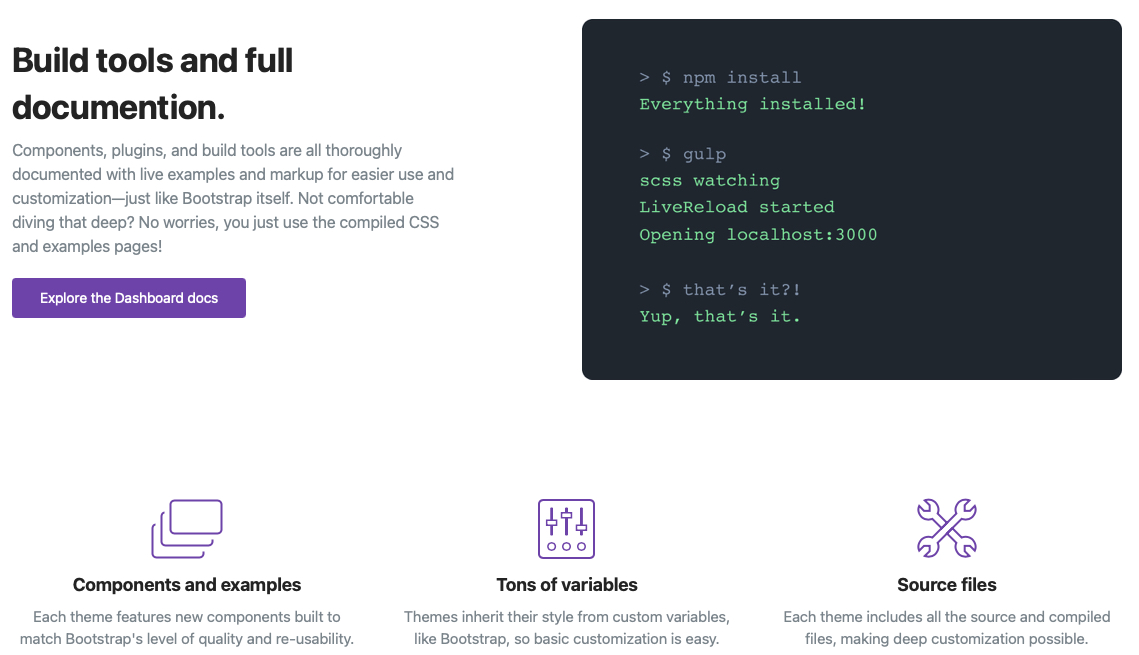 Build tools and full
documention.
Components, plugins, and build tools are all thoroughly
documented with live examples and markup for easier use and
customization—just like Bootstrap itself. Not comfortable
diving that deep? No worries, you just use the compiled CSS
and examples pages!
Explore the Dashboard docs
> $ npm install
Everything installed!
> $ gulp
scss watching
LiveReload started
Opening localhost:3000
> $ that’s it?!
Yup, that’s it.
Components and examples
Each theme features new components built to
match Bootstrap's level of quality and re-usability.
Tons of variables
Themes inherit their style from custom variables,
like Bootstrap, so basic customization is easy.
Source files
Each theme includes all the source and compiled
files, making deep customization possible.